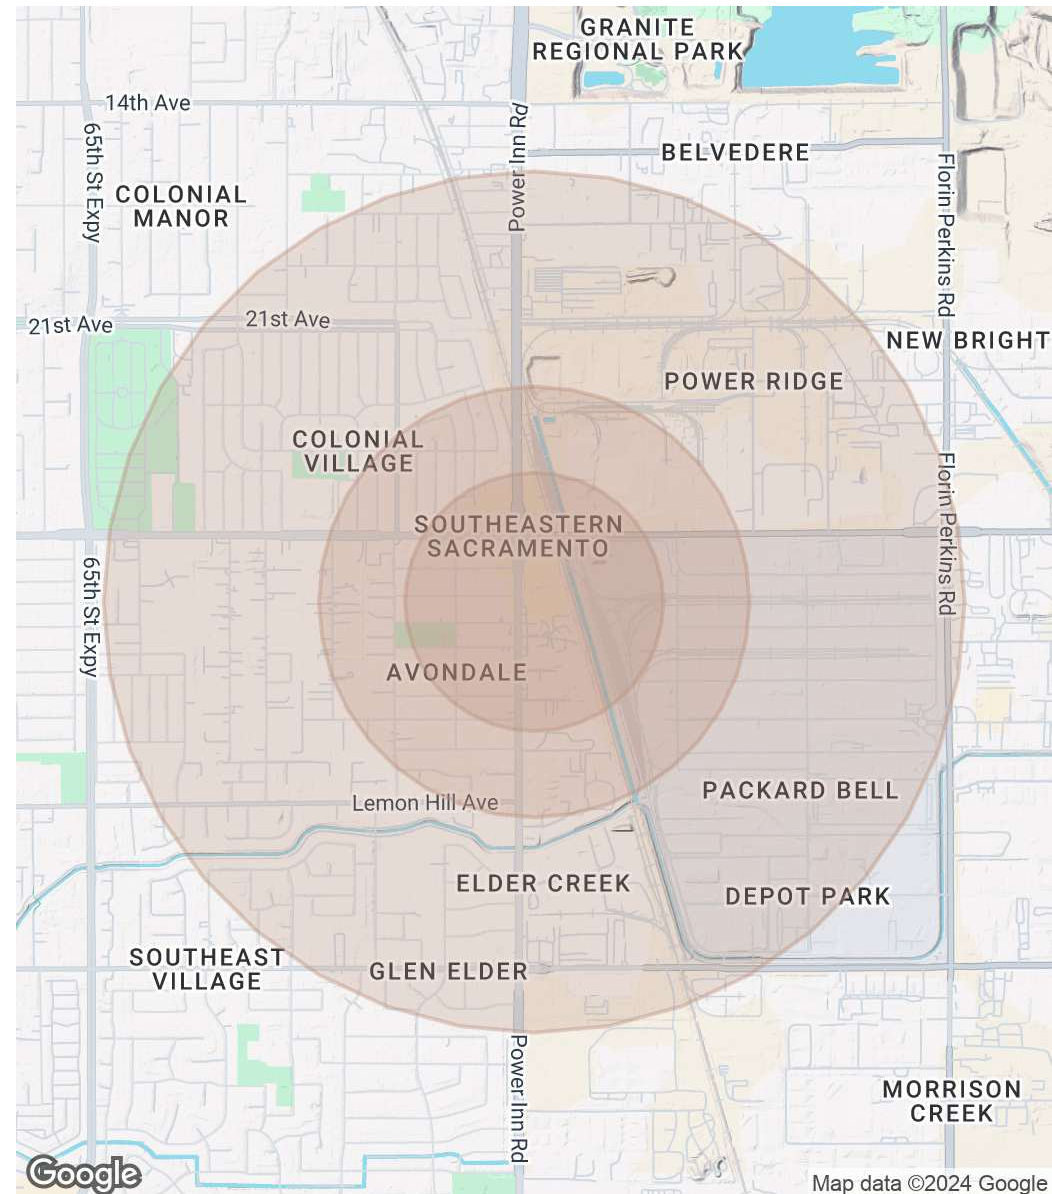 GRANITE
REGIONAL PARK
14th Ave
Power Inn Rd
BELVEDERE
65th St Expy
COLONIAL
MANOR
Florin Perkins Rd
21st Ave
21st Ave
NEW BRIGHT
POWER RIDGE
COLONIAL
VILLAGE
Florin Perkins Rd
SOUTHEASTERN
SACRAMENTO
65th St Expy
AVONDALE
PACKARD BELL
Lemon Hill Ave
ELDER CREEK
DEPOT PARK
SOUTHEAST
VILLAGE
GLEN ELDER
Power Inn Rd
MORRISON
CREEK
Google
Map data ©2024 Google